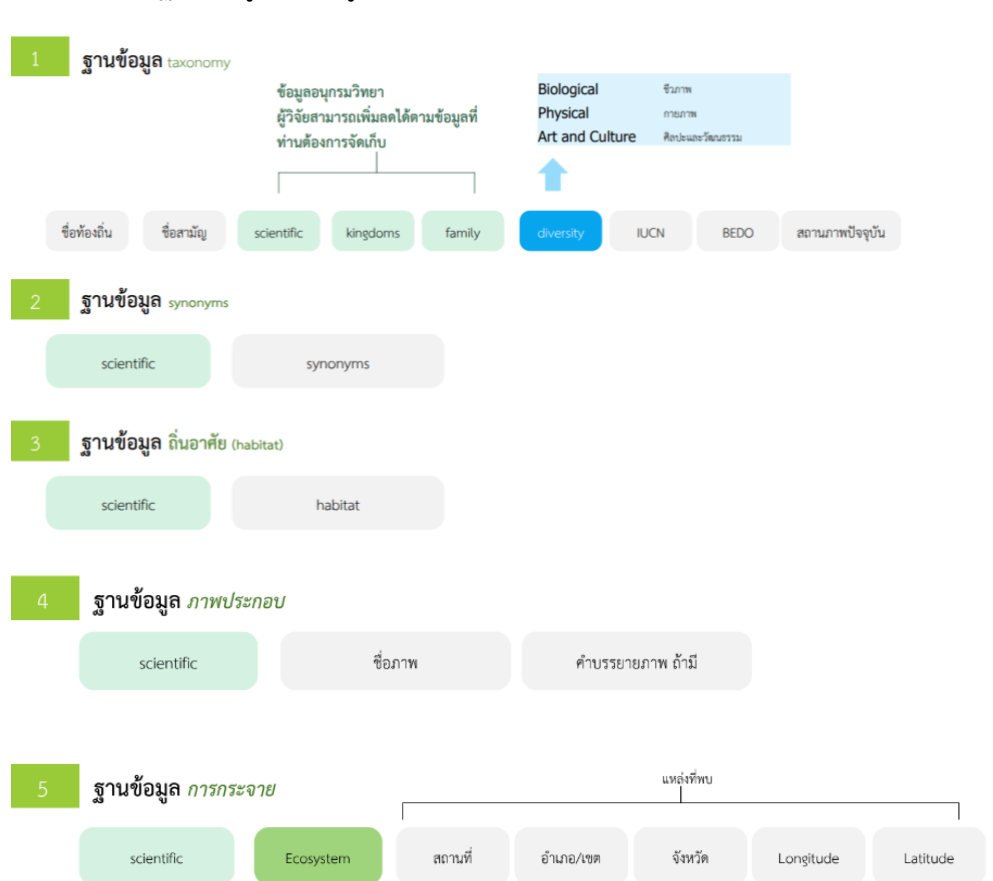 1 ฐานข้อมูล taxonomy
ข้อมูลอนุกรมวิทยา
ผู้วิจัยสามารถเพิ่มลดได้ตามข้อมูลที่
ท่านต้องการจัดเก็บ
Biological ชีวภาพ
Physical กายภาพ
Art and Culture ศิลปะและวัฒนธรรม
ชื่อท้องถิ่น ชื่อสามัญ scientific kingdoms family diversity IUCN BEDO สถานภาพปัจจุบัน
2 ฐานข้อมูล synonyms
scientific synonyms
3 ฐานข้อมูล ถิ่นอาศัย (habitat)
scientific habitat
4 ฐานข้อมูล ภาพประกอบ
scientific ชื่อภาพ คำบรรยายภาพ ถ้ามี
5 ฐานข้อมูล การกระจาย
แหล่งที่พบ
scientific Ecosystem สถานที่ อำเภอ/เขต จังหวัด Longitude Latitude